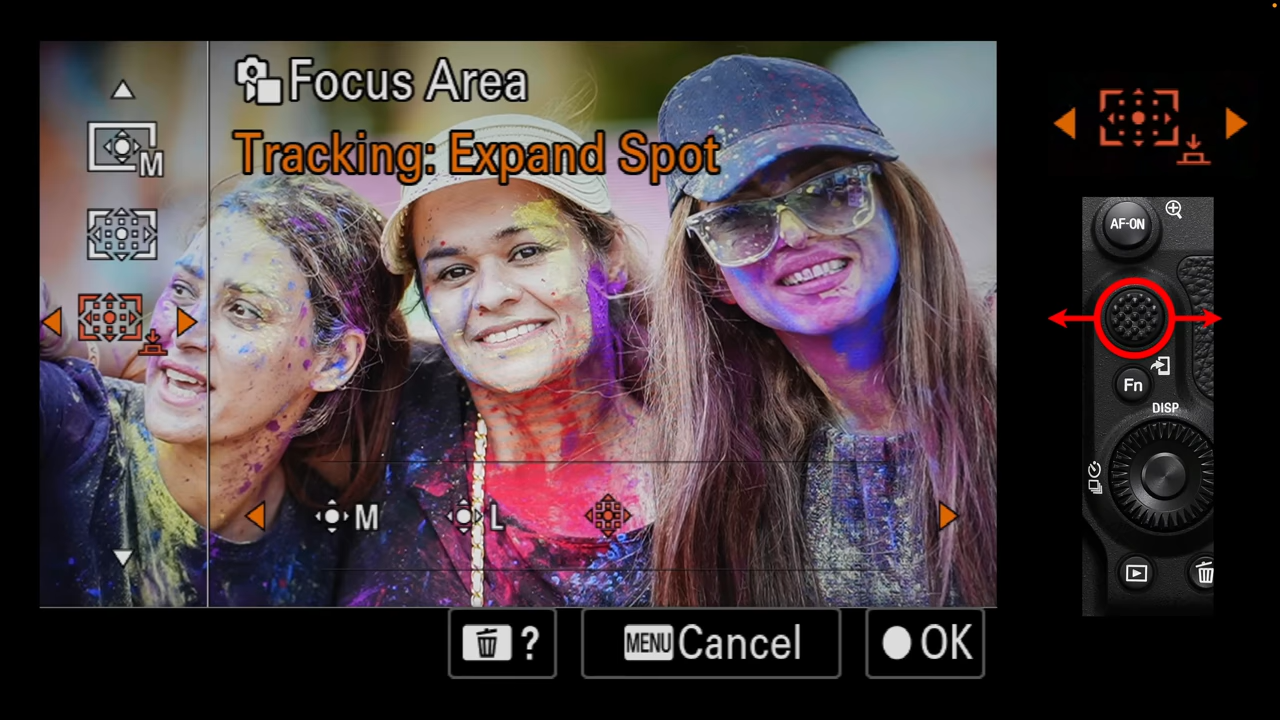 Focus Area
Tracking: Expand Spot
M
M
L
?
MENU Cancel
OK
AF-ON
Fn
DISP